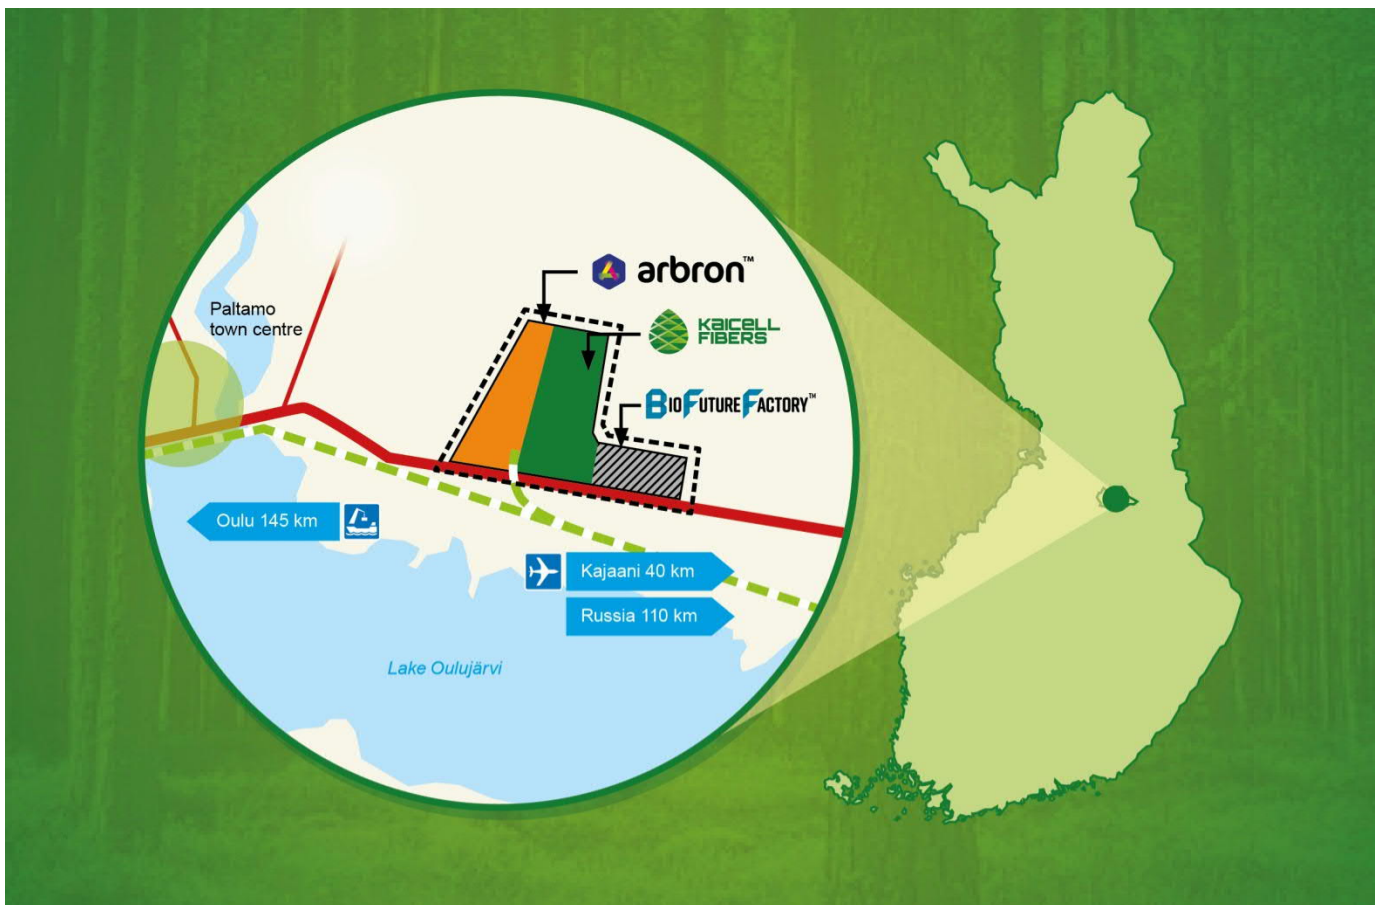 arbron™
Paltamo
town centre
KAICELL
FIBERS
BIOFUTUREFACTORY™
Oulu 145 km
Kajaani 40 km
Russia 110 km
Lake Oulujärvi